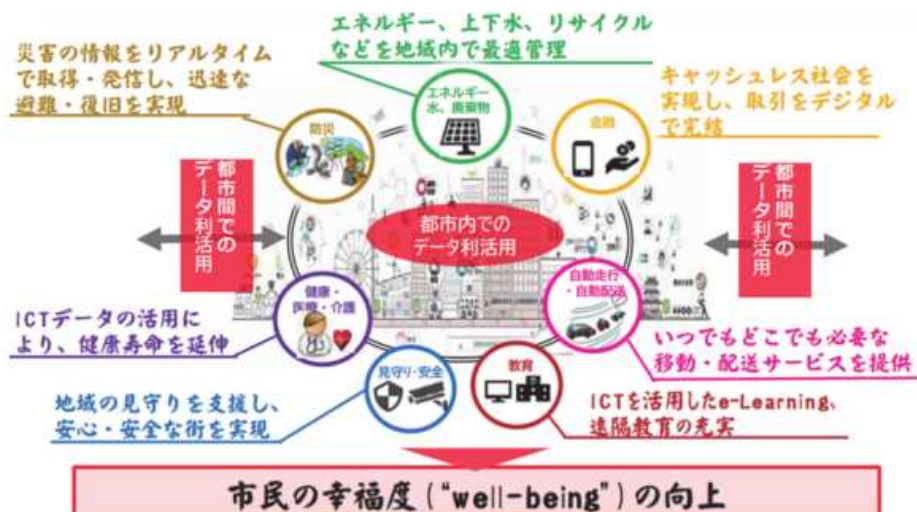 エネルギー、上下水、リサイクル
などを地域内で最適管理
災害の情報をリアルタイム
で取得・発信し、迅速な
避難・復旧を実現
キャッシュレス社会を
実現し、取引をデジタル
で完結
エネルギー
水、廃棄物
防災
金融
都市間での
データ利活用
都市内での
データ利活用
都市間での
データ利活用
健康・
医療・介護
自動走行
・自動配送
ICTデータの活用に
より、健康寿命を延伸
いつでもどこでも必要な
移動・配送サービスを提供
見守り・安全
教育
地域の見守りを支援し、
安心・安全な街を実現
ICTを活用したe-Learning、
遠隔教育の充実
市民の幸福度("well-being")の向上